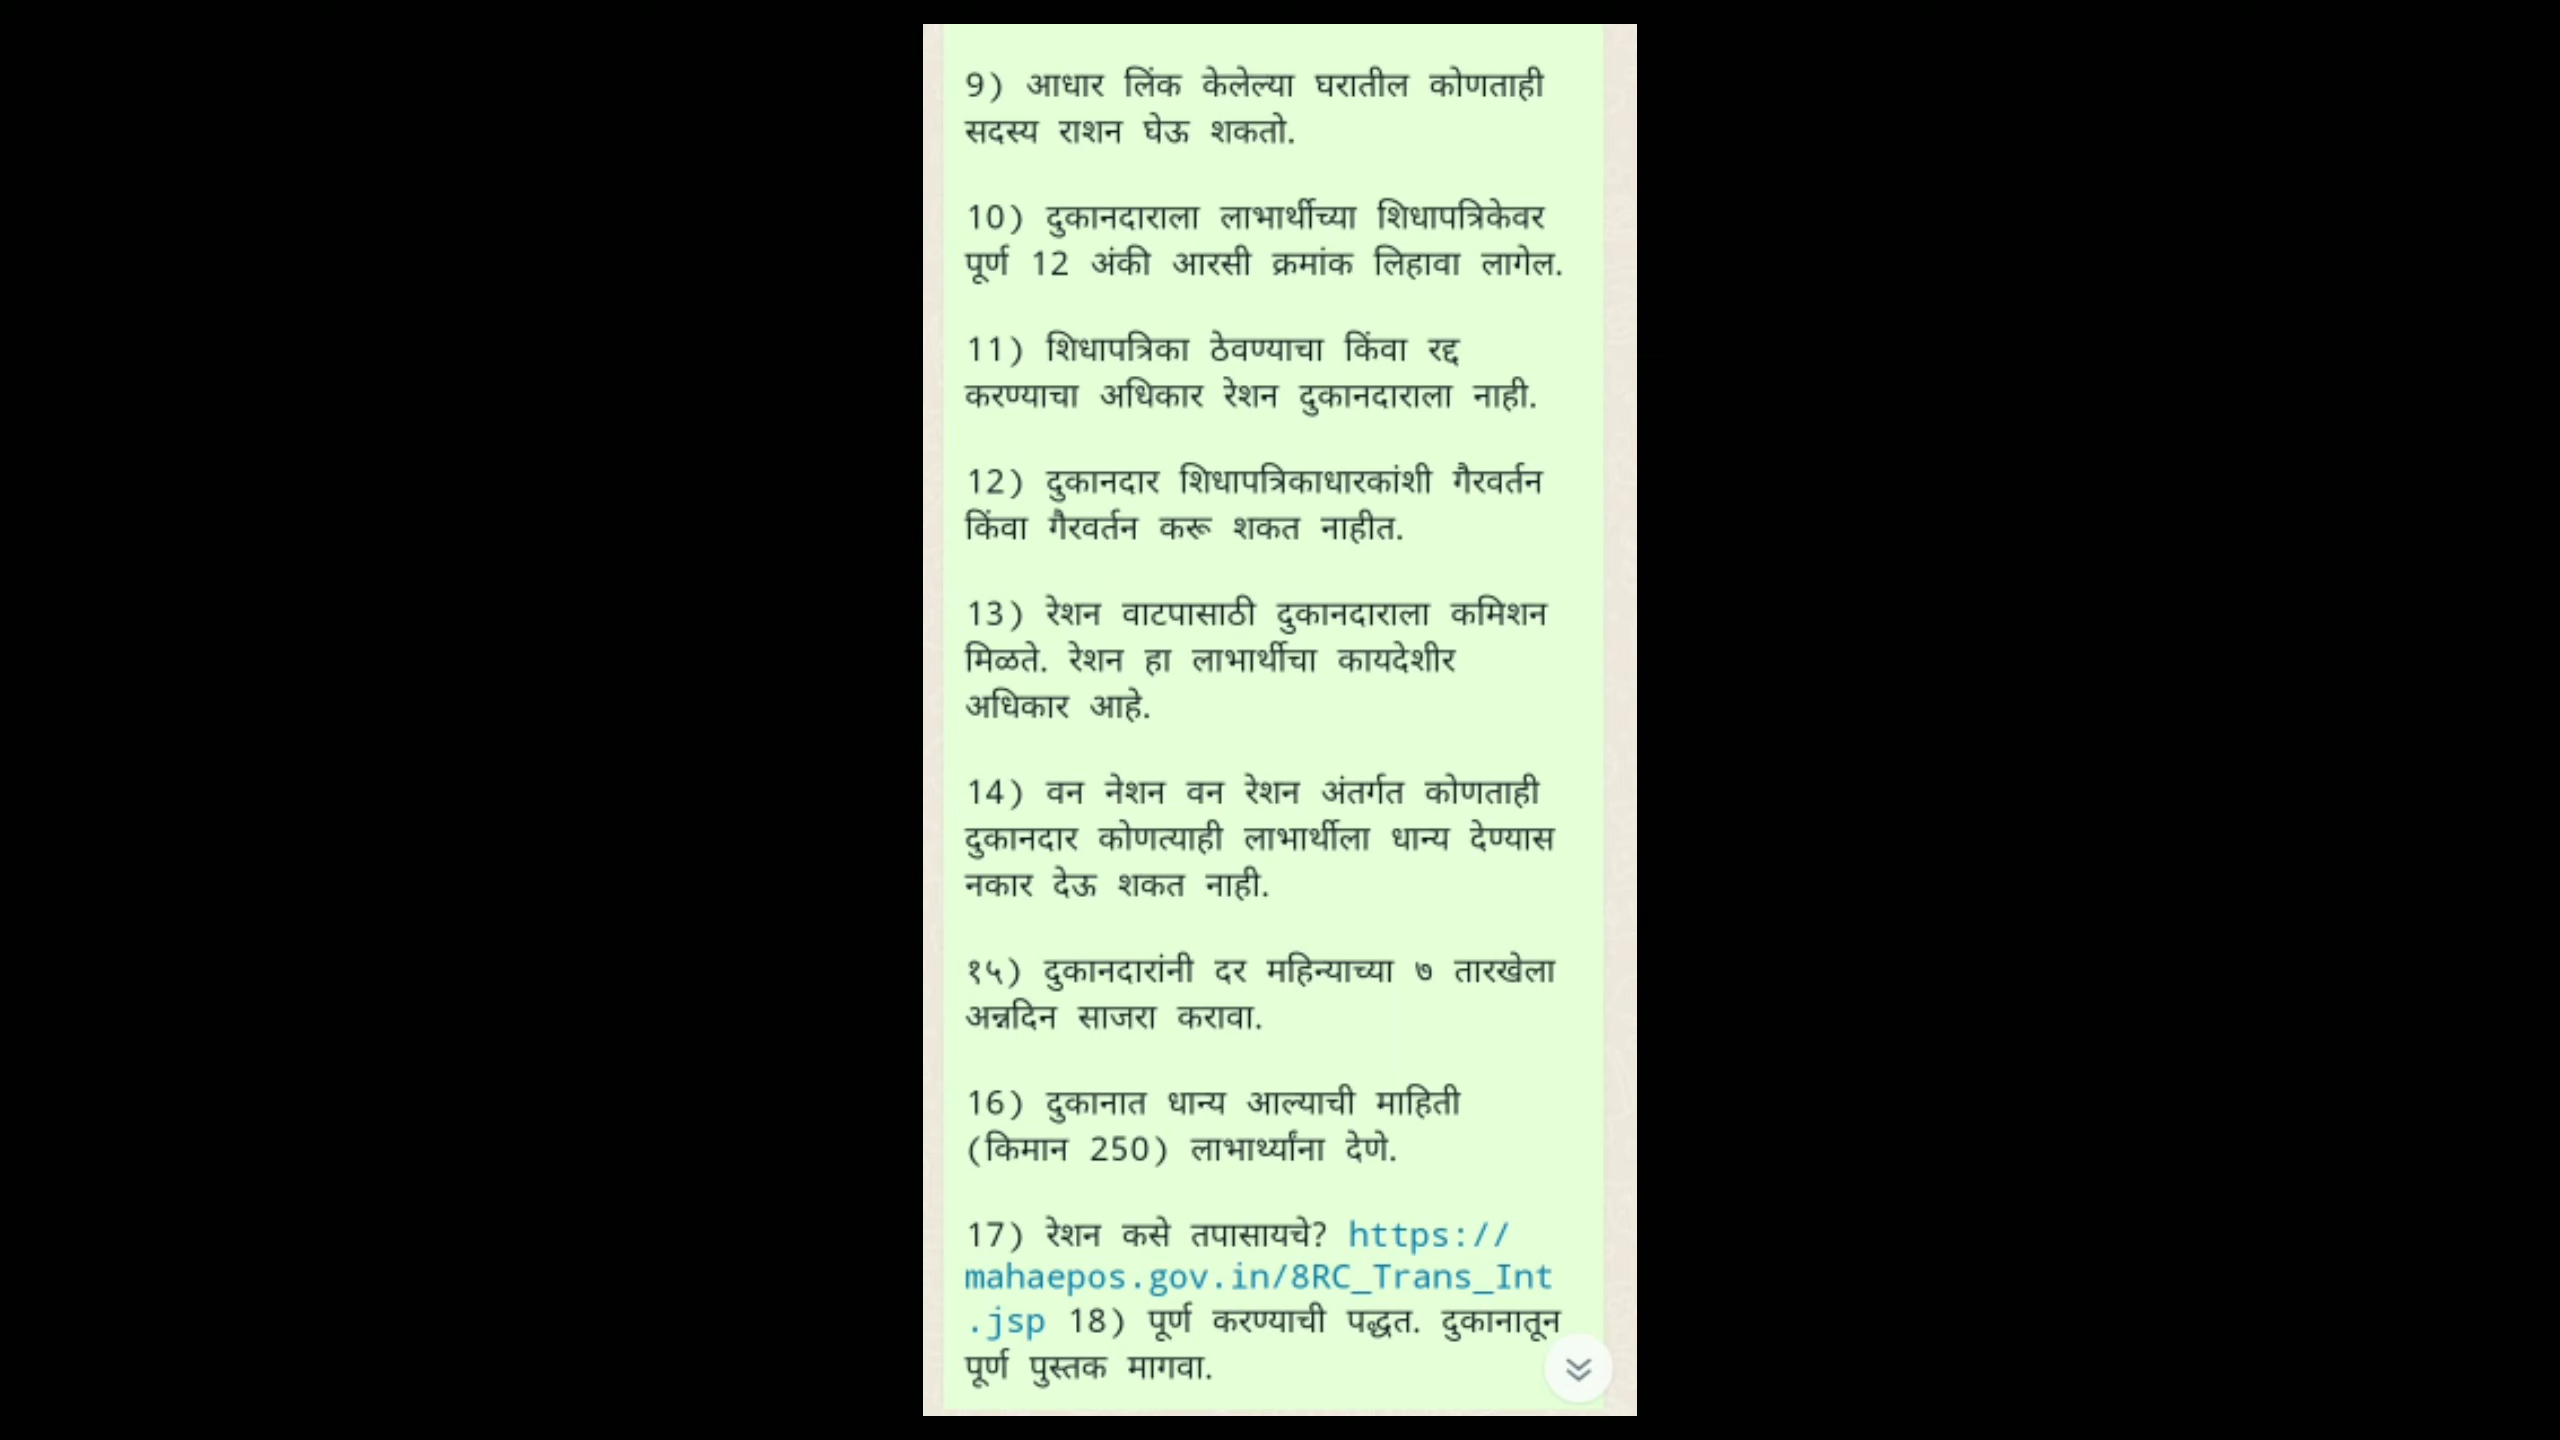 9) आधार लिंक केलेल्या घरातील कोणताही
सदस्य राशन घेऊ शकतो.
10) दुकानदाराला लाभार्थीच्या शिधापत्रिकेवर
पूर्ण 12 अंकी आरसी क्रमांक लिहावा लागेल.
11) शिधापत्रिका ठेवण्याचा किंवा रद्द
करण्याचा अधिकार रेशन दुकानदाराला नाही.
12) दुकानदार शिधापत्रिकाधारकांशी गैरवर्तन
किंवा गैरवर्तन करू शकत नाहीत.
13) रेशन वाटपासाठी दुकानदाराला कमिशन
मिळते. रेशन हा लाभार्थीचा कायदेशीर
अधिकार आहे.
14) वन नेशन वन रेशन अंतर्गत कोणताही
दुकानदार कोणत्याही लाभार्थीला धान्य देण्यास
नकार देऊ शकत नाही.
१५) दुकानदारांनी दर महिन्याच्या ७ तारखेला
अन्नदिन साजरा करावा.
16) दुकानात धान्य आल्याची माहिती
(किमान 250) लाभार्थ्यांना देणे.
17) रेशन कसे तपासायचे? https://
mahaepos.gov.in/8RC_Trans_Int
.jsp 18) पूर्ण करण्याची पद्धत. दुकानातून
पूर्ण पुस्तक मागवा.